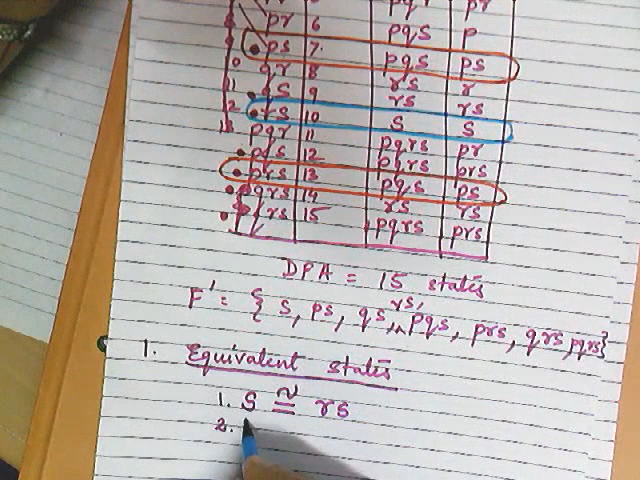 pr 6 pqs p
ps 7. pqs ps
qr 8 rs r
qs 9 rs rs
rs 10 s s
pqr 11 pqrs pr
pqs 12 pqrs prs
prs 13 pqs ps
qrs 14 rs rs
pqrs 15 pqrs prs
DPA = 15 states
F' = { s, ps, qs, rs, pqs, prs, qrs, pqrs}
1. Equivalent states
1. S ≅ rs
2.